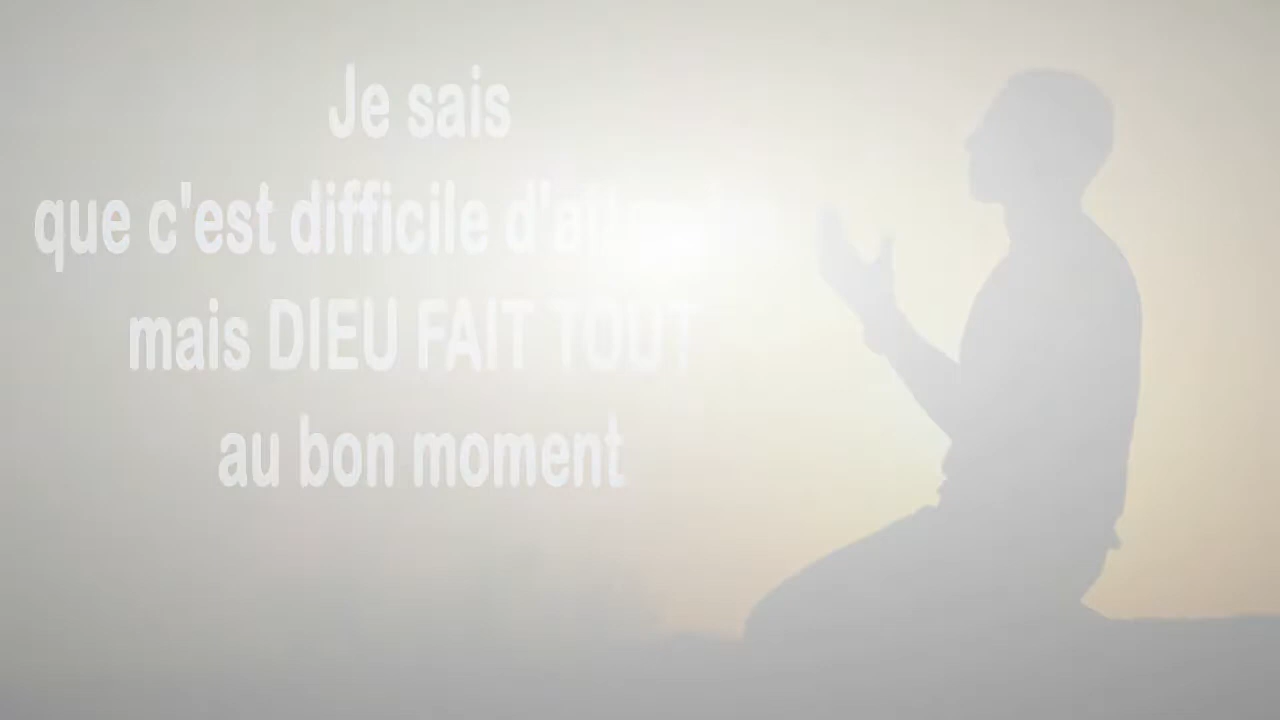 Je sais
que c'est difficile
mais DIEU FAIT TOUT
au bon moment